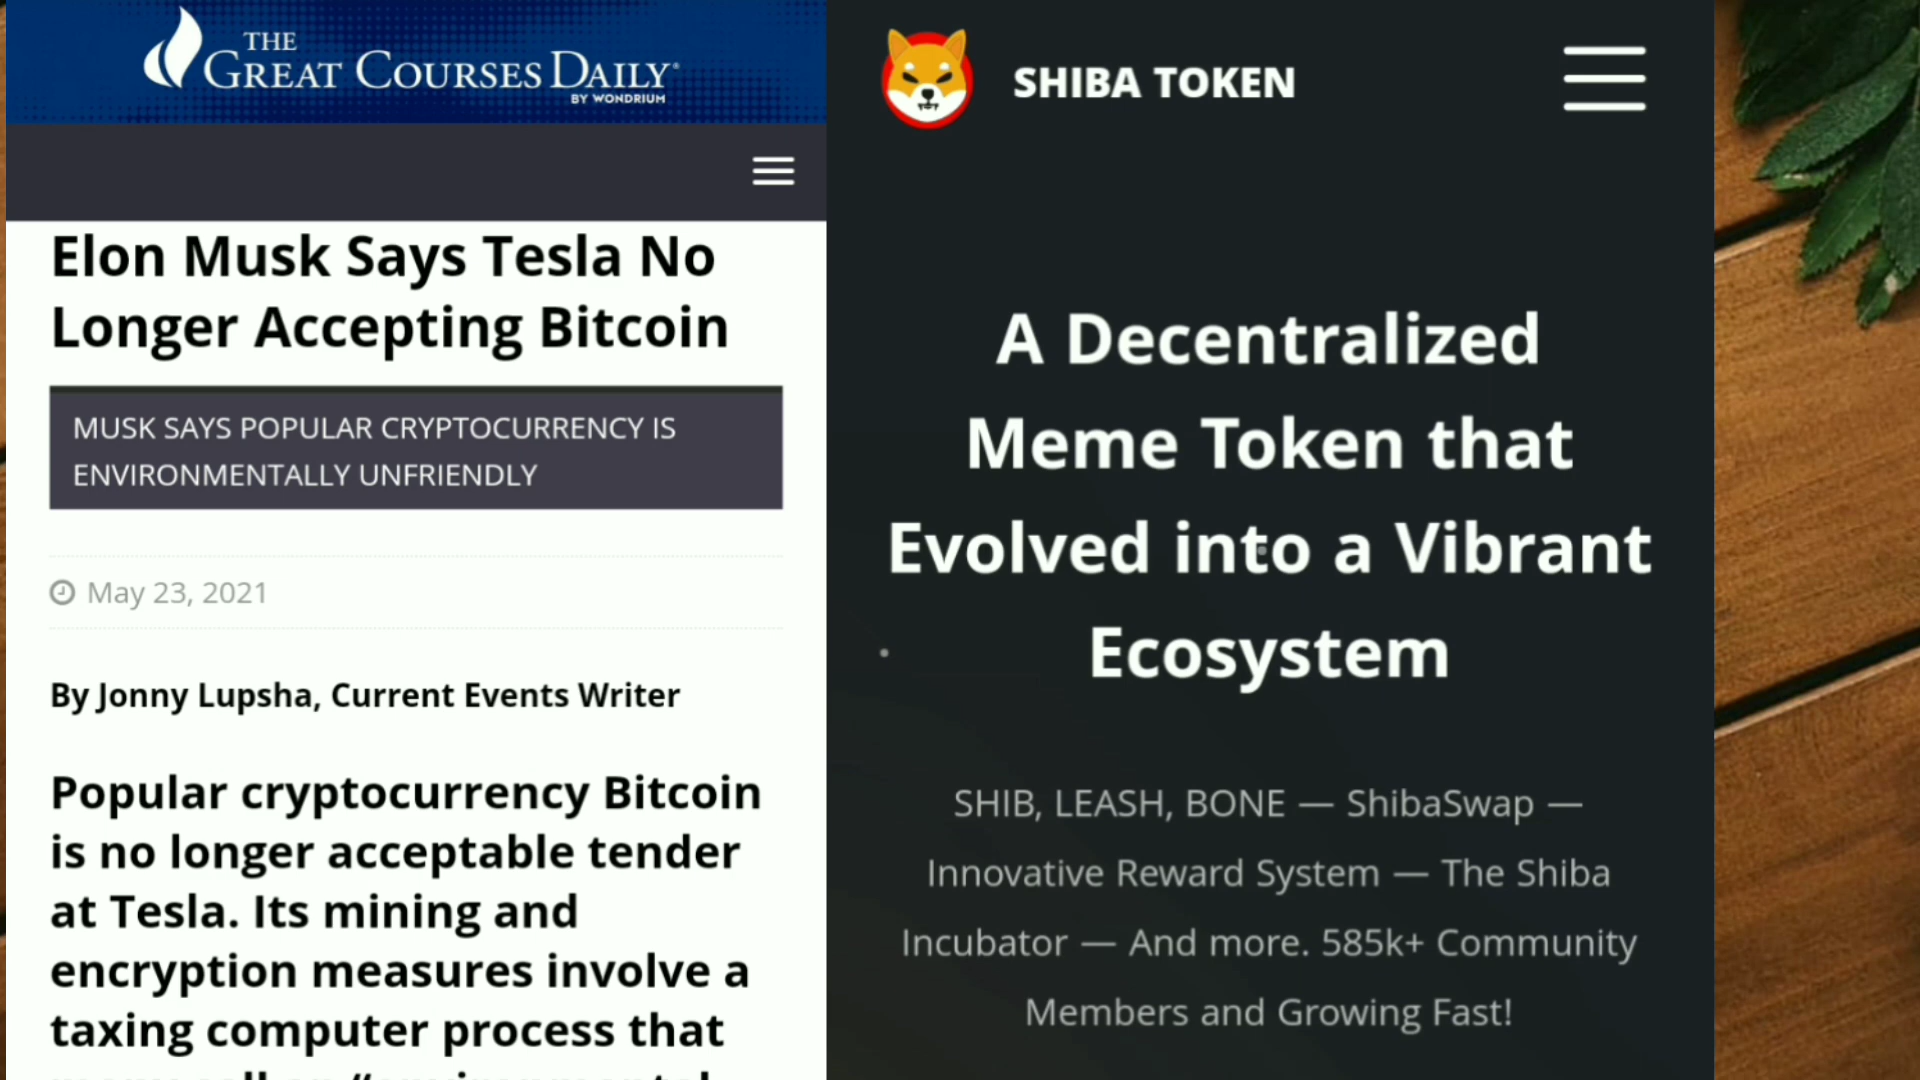 THE
GREAT COURSES DAILY
BY WONDRIUM
Elon Musk Says Tesla No
Longer Accepting Bitcoin
MUSK SAYS POPULAR CRYPTOCURRENCY IS
ENVIRONMENTALLY UNFRIENDLY
May 23, 2021
By Jonny Lupsha, Current Events Writer
Popular cryptocurrency Bitcoin
is no longer acceptable tender
at Tesla. Its mining and
encryption measures involve a
taxing computer process that
SHIBA TOKEN
A Decentralized
Meme Token that
Evolved into a Vibrant
Ecosystem
SHIB, LEASH, BONE — ShibaSwap —
Innovative Reward System — The Shiba
Incubator — And more. 585k+ Community
Members and Growing Fast!